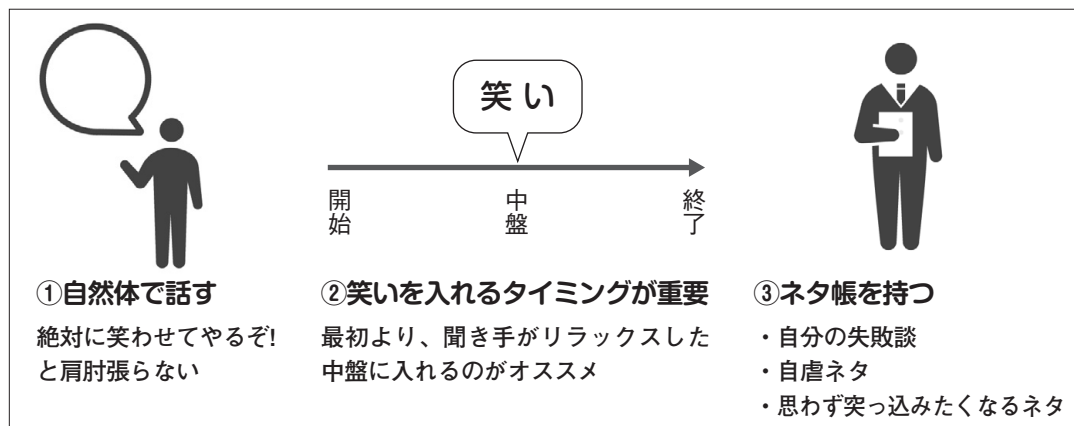 笑い
開始
中盤
終了
①自然体で話す
絶対に笑わせてやるぞ!
と肩肘張らない
②笑いを入れるタイミングが重要
最初より、聞き手がリラックスした
中盤に入れるのがオススメ
③ネタ帳を持つ
・自分の失敗談
・自虐ネタ
・思わず突っ込みたくなるネタ